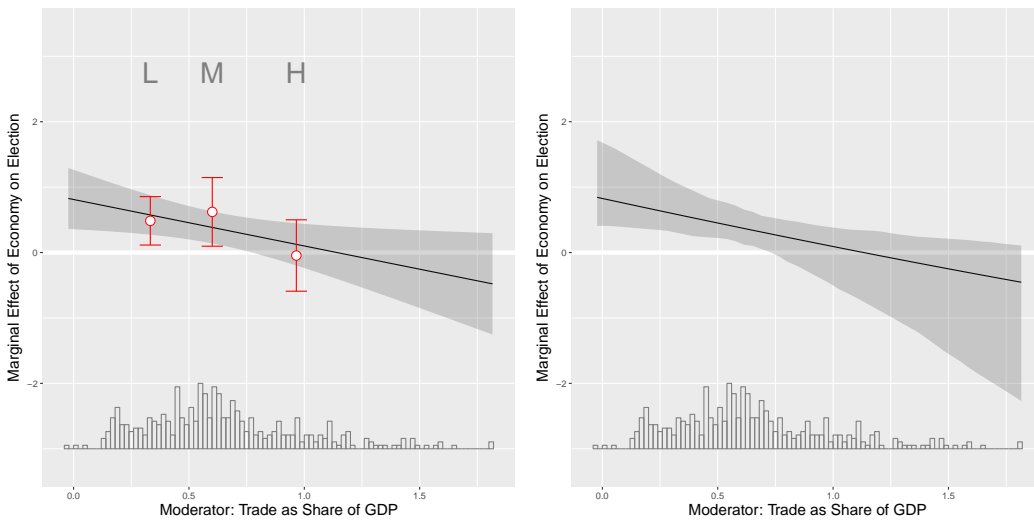 L M H
Marginal Effect of Economy on Election
2
0
−2
0.0 0.5 1.0 1.5
Moderator: Trade as Share of GDP
Marginal Effect of Economy on Election
2
0
−2
0.0 0.5 1.0 1.5
Moderator: Trade as Share of GDP